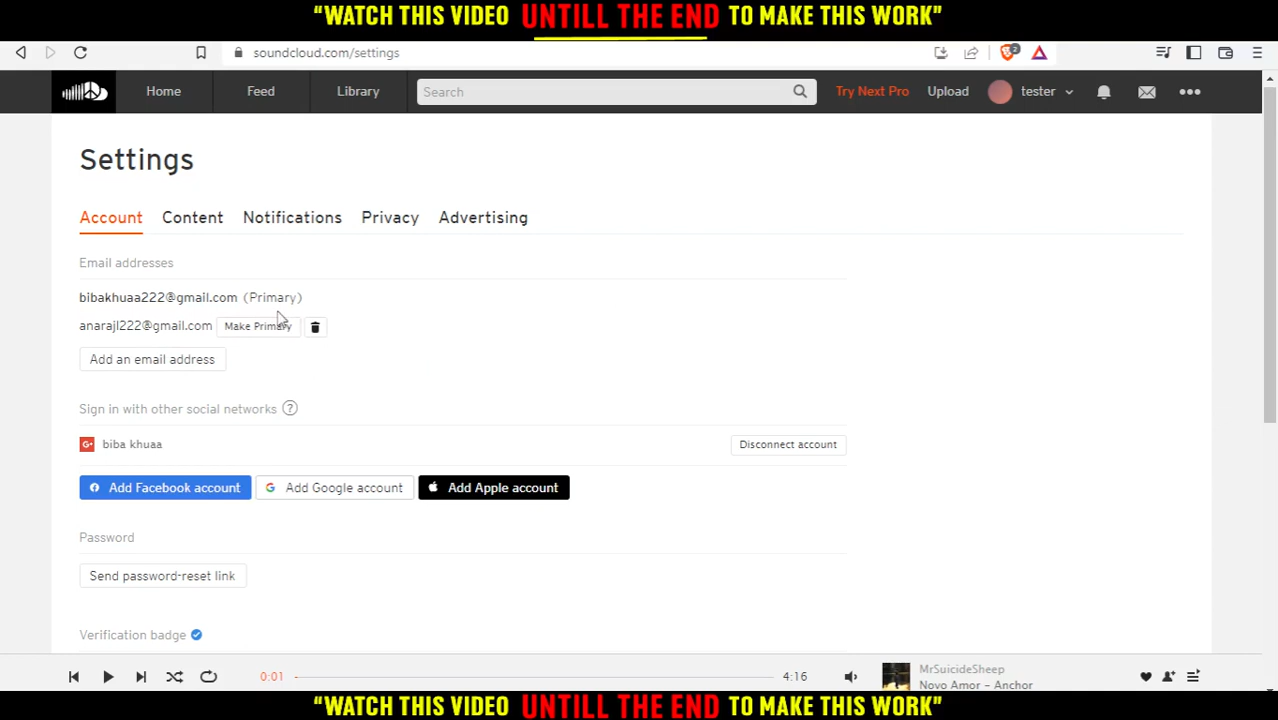 "WATCH THIS VIDEO UNTILL THE END TO MAKE THIS WORK"
soundcloud.com/settings
2
Home Feed Library Search Try Next Pro Upload tester
Settings
Account Content Notifications Privacy Advertising
Email addresses
bibakhuaa222@gmail.com (Primary)
anarajl222@gmail.com Make Primary
Add an email address
Sign in with other social networks ?
G+ biba khuaa Disconnect account
Add Facebook account G Add Google account Add Apple account
Password
Send password-reset link
Verification badge
0:01 4:16 MrSuicideSheep
Novo Amor – Anchor
"WATCH THIS VIDEO UNTILL THE END TO MAKE THIS WORK"